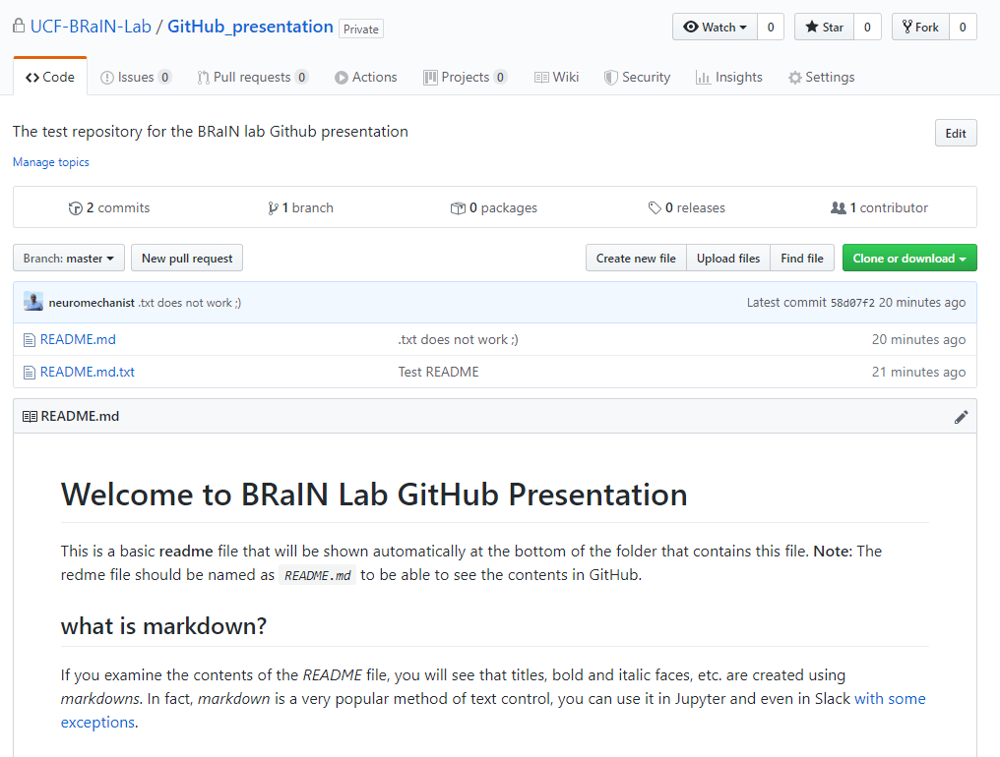 UCF-BRaIN-Lab / GitHub_presentation Private Watch 0 Star 0 Fork 0
Code Issues 0 Pull requests 0 Actions Projects 0 Wiki Security Insights Settings
The test repository for the BRaIN lab Github presentation Edit
Manage topics
2 commits 1 branch 0 packages 0 releases 1 contributor
Branch: master New pull request Create new file Upload files Find file Clone or download
neuromechanist .txt does not work ;) Latest commit 58d07f2 20 minutes ago
README.md .txt does not work ;) 20 minutes ago
README.md.txt Test README 21 minutes ago
README.md
Welcome to BRaIN Lab GitHub Presentation
This is a basic readme file that will be shown automatically at the bottom of the folder that contains this file. Note: The
redme file should be named as README.md to be able to see the contents in GitHub.
what is markdown?
If you examine the contents of the README file, you will see that titles, bold and italic faces, etc. are created using
markdowns. In fact, markdown is a very popular method of text control, you can use it in Jupyter and even in Slack with some
exceptions.